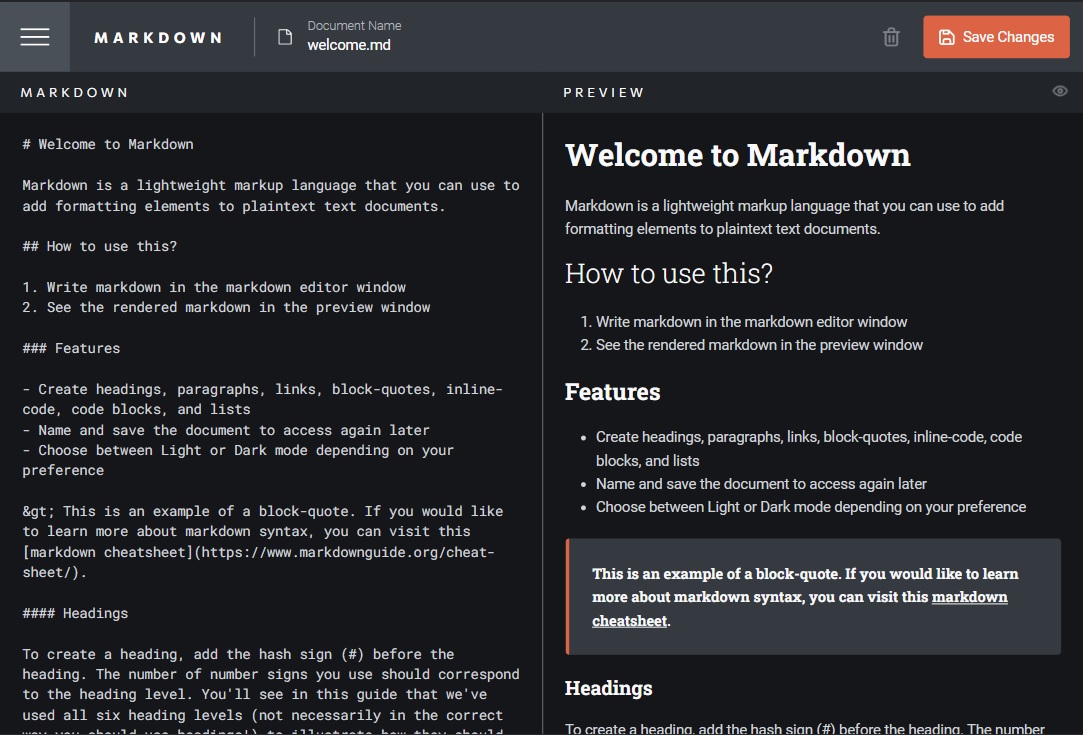 MARKDOWN
Document Name
welcome.md
Save Changes
MARKDOWN
# Welcome to Markdown
Markdown is a lightweight markup language that you can use to
add formatting elements to plaintext text documents.
## How to use this?
1. Write markdown in the markdown editor window
2. See the rendered markdown in the preview window
### Features
- Create headings, paragraphs, links, block-quotes, inline-
code, code blocks, and lists
- Name and save the document to access again later
- Choose between Light or Dark mode depending on your
preference
&gt; This is an example of a block-quote. If you would like
to learn more about markdown syntax, you can visit this
[markdown cheatsheet](https://www.markdownguide.org/cheat-
sheet/).
#### Headings
To create a heading, add the hash sign (#) before the
heading. The number of number signs you use should correspond
to the heading level. You'll see in this guide that we've
used all six heading levels (not necessarily in the correct
way you should use headings!) to illustrate how they should
PREVIEW
Welcome to Markdown
Markdown is a lightweight markup language that you can use to add
formatting elements to plaintext text documents.
How to use this?
1. Write markdown in the markdown editor window
2. See the rendered markdown in the preview window
Features
• Create headings, paragraphs, links, block-quotes, inline-code, code
blocks, and lists
• Name and save the document to access again later
• Choose between Light or Dark mode depending on your preference
This is an example of a block-quote. If you would like to learn
more about markdown syntax, you can visit this markdown
cheatsheet.
Headings
To create a heading, add the hash sign (#) before the heading. The number